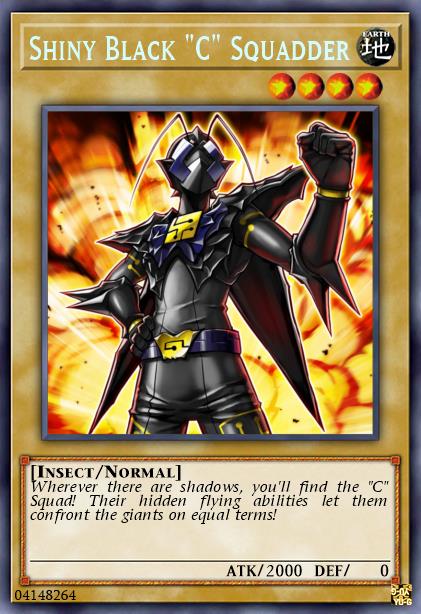 Shiny Black "C" Squadder
EARTH
地
[Insect/Normal]
Wherever there are shadows, you'll find the "C"
Squad! Their hidden flying abilities let them
confront the giants on equal terms!
ATK/2000 DEF/ 0
04148264